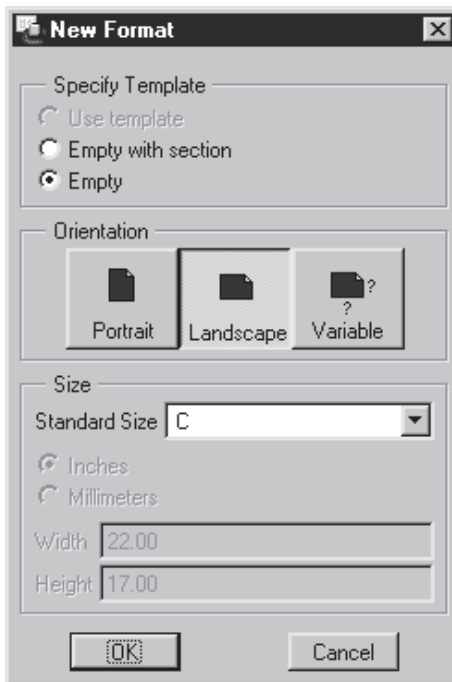 New Format
Specify Template
Use template
Empty with section
Empty
Orientation
Portrait Landscape Variable
? ?
Size
Standard Size C
Inches
Millimeters
Width 22.00
Height 17.00
OK Cancel